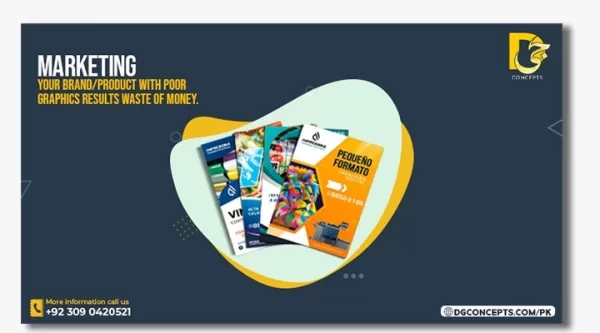 MARKETING
YOUR BRAND/PRODUCT WITH POOR
GRAPHICS RESULTS WASTE OF MONEY.
CONCEPTS
PEQUEÑO
FORMATO
More information call us
+92 309 0420521
DGCONCEPTS.COM/PK